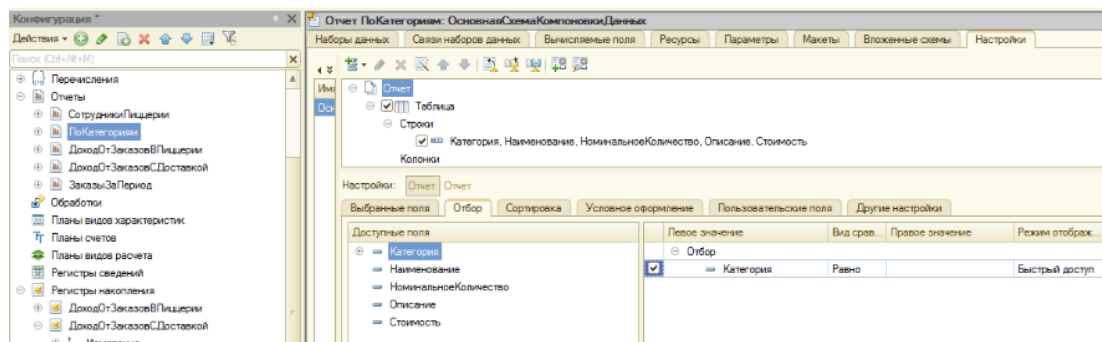 Конфигурация *
Действия
Поиск (Ctrl+Alt+M)
Перечисления
Отчеты
СотрудникиПиццерии
ПоКатегориям
ДоходОтЗаказовВПиццерии
ДоходОтЗаказовСДоставкой
ЗаказыЗаПериод
Обработки
Планы видов характеристик
Планы счетов
Планы видов расчета
Регистры сведений
Регистры накопления
ДоходОтЗаказовВПиццерии
ДоходОтЗаказовСДоставкой
Отчет ПоКатегориям: ОсновнаяСхемаКомпоновкиДанных
Наборы данных Связи наборов данных Вычисляемые поля Ресурсы Параметры Макеты Вложенные схемы Настройки
Имя
Осн
Отчет
Таблица
Строки
Категория, Наименование, НоминальноеКоличество, Описание, Стоимость
Колонки
Настройки: Отчет Отчет
Выбранные поля Отбор Сортировка Условное оформление Пользовательские поля Другие настройки
Доступные поля
Категория
Наименование
НоминальноеКоличество
Описание
Стоимость
Левое значение Вид срав... Правое значение Режим отображ...
Отбор
Категория Равно Быстрый доступ